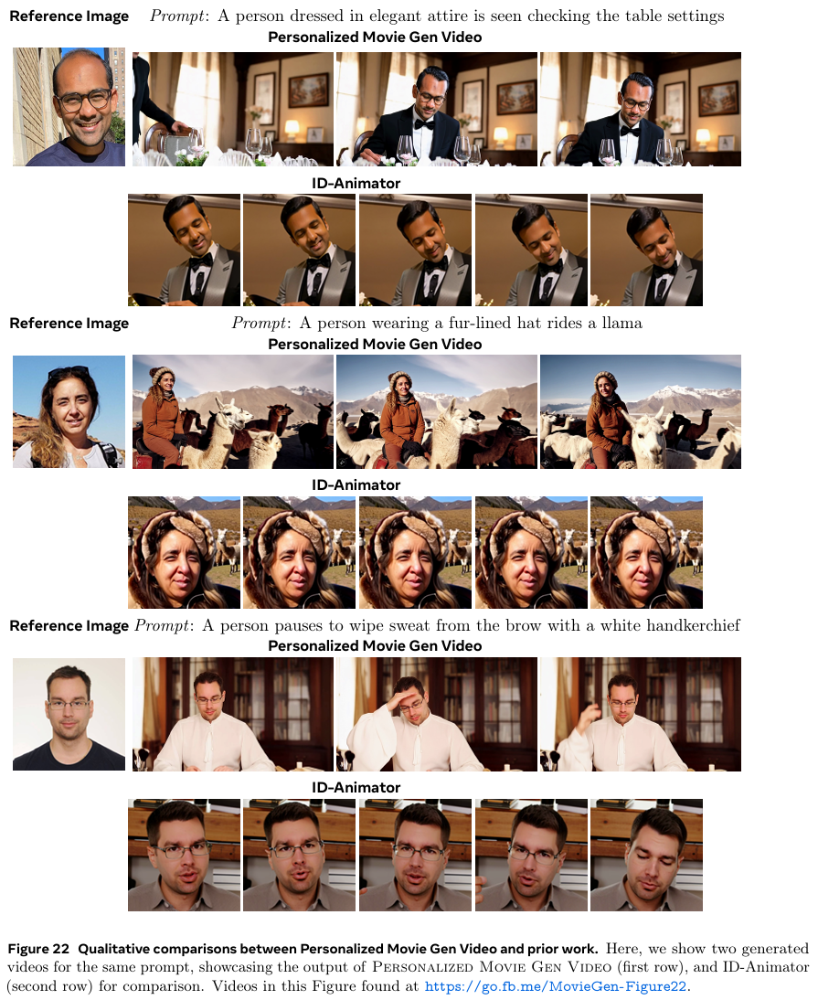 Reference Image Prompt: A person dressed in elegant attire is seen checking the table settings
Personalized Movie Gen Video
ID-Animator
Reference Image Prompt: A person wearing a fur-lined hat rides a llama
Personalized Movie Gen Video
ID-Animator
Reference Image Prompt: A person pauses to wipe sweat from the brow with a white handkerchief
Personalized Movie Gen Video
ID-Animator
Figure 22 Qualitative comparisons between Personalized Movie Gen Video and prior work. Here, we show two generated
videos for the same prompt, showcasing the output of Personalized Movie Gen Video (first row), and ID-Animator
(second row) for comparison. Videos in this Figure found at https://go.fb.me/MovieGen-Figure22.